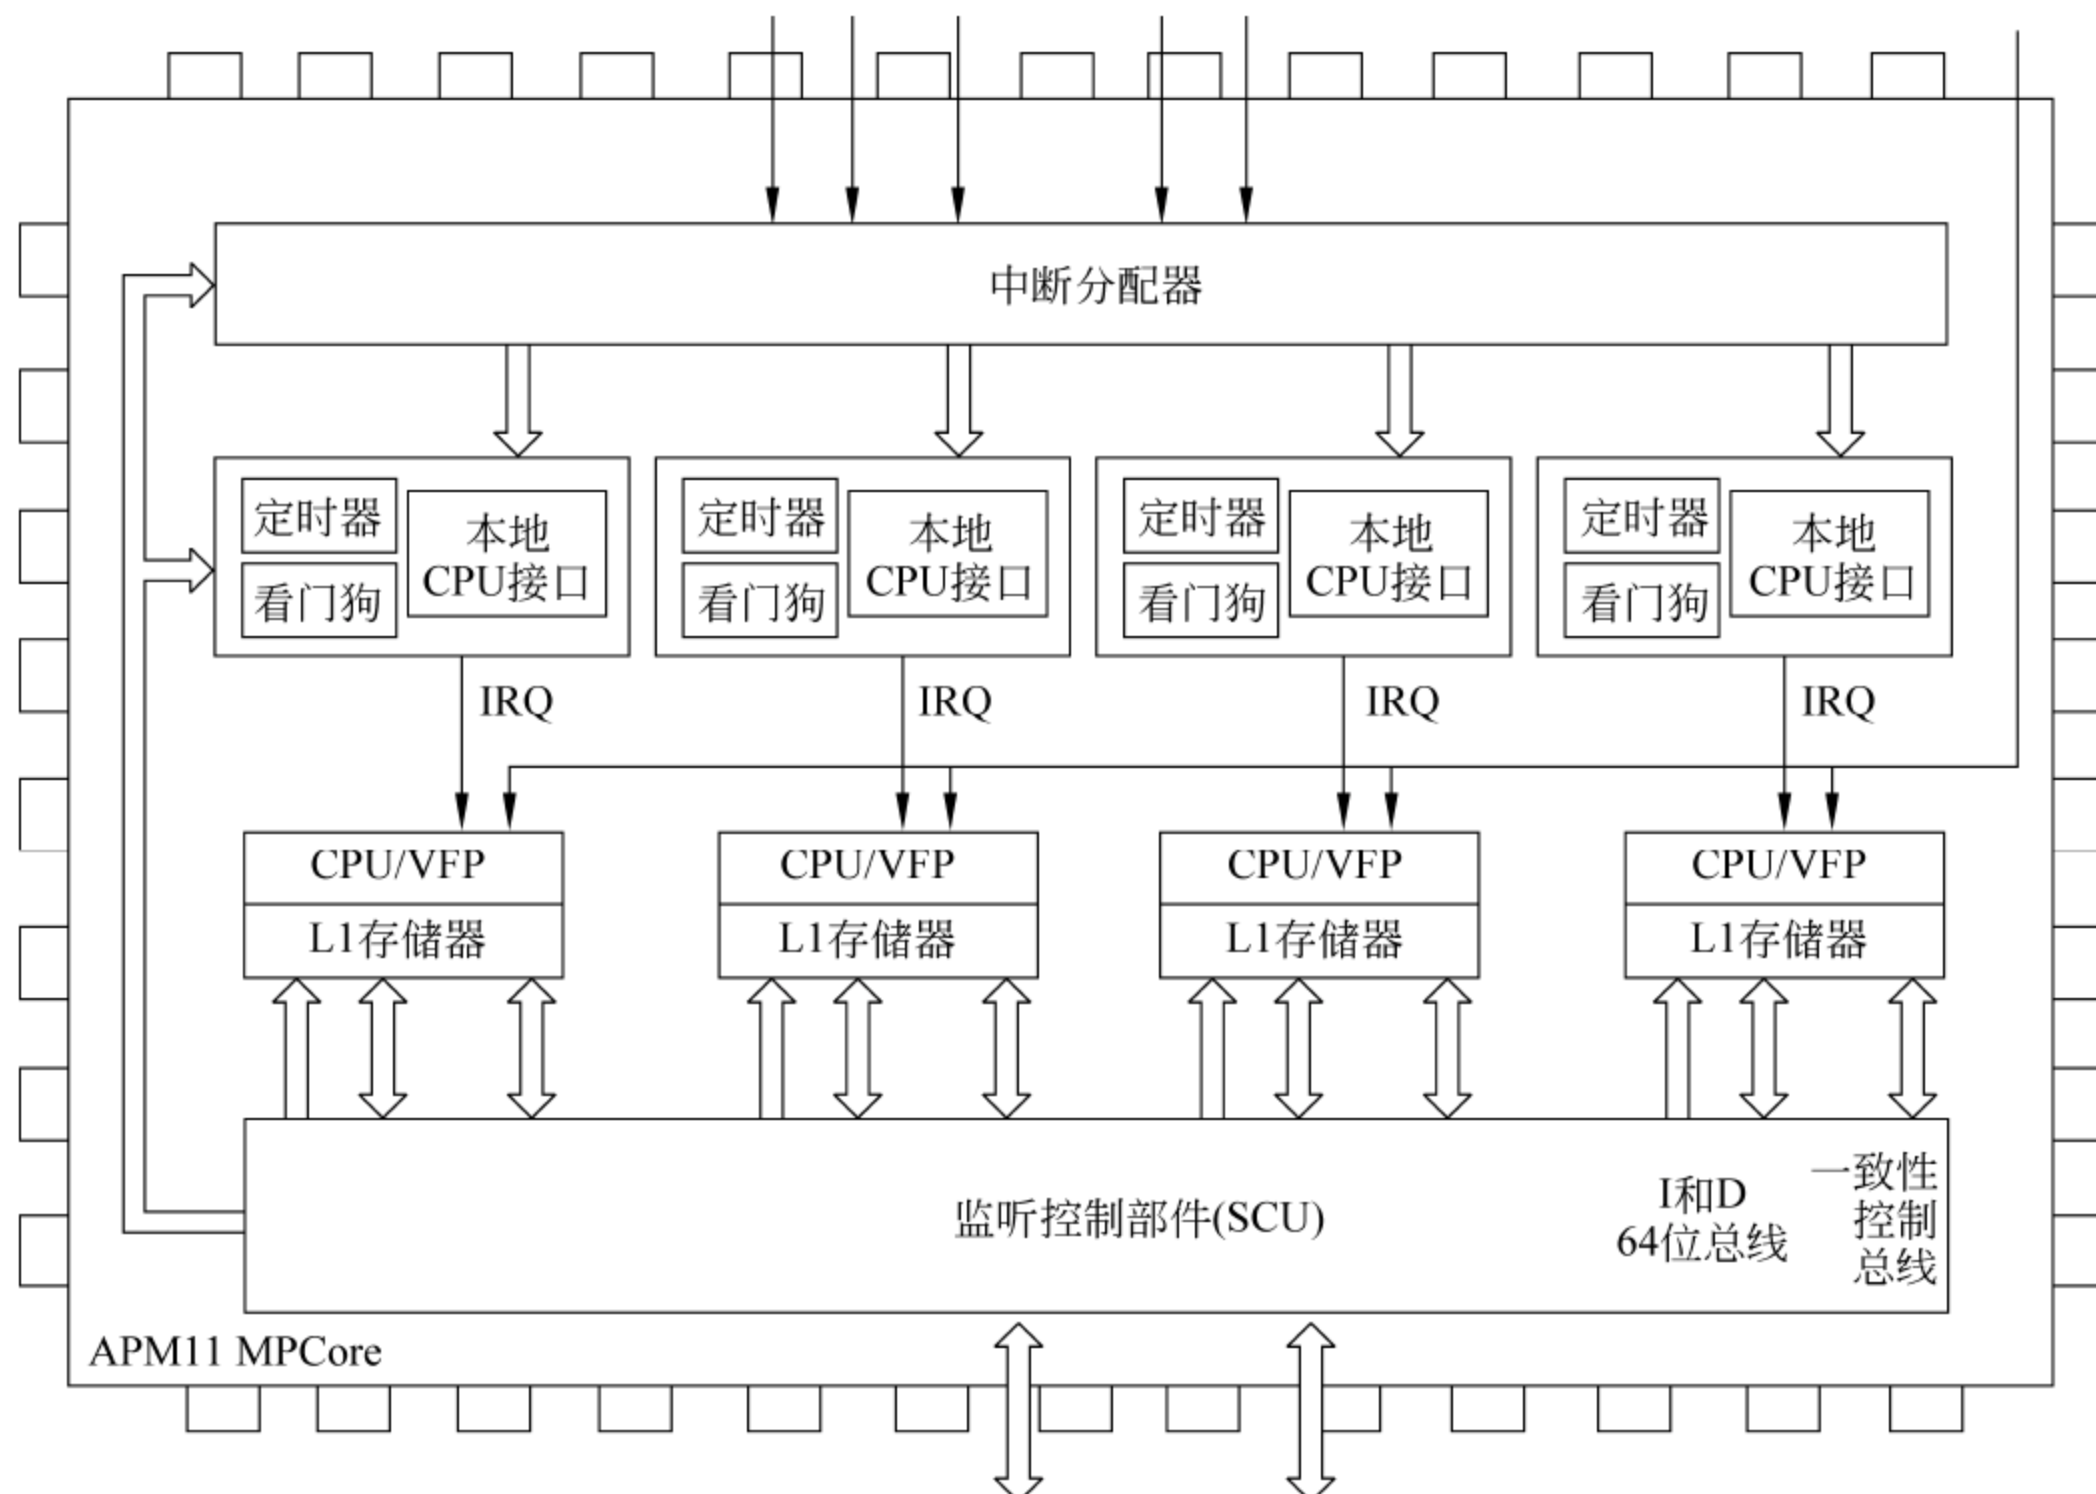 中断分配器
定时器
看门狗
本地
CPU接口
定时器
看门狗
本地
CPU接口
定时器
看门狗
本地
CPU接口
定时器
看门狗
本地
CPU接口
IRQ
IRQ
IRQ
IRQ
CPU/VFP
L1存储器
CPU/VFP
L1存储器
CPU/VFP
L1存储器
CPU/VFP
L1存储器
监听控制部件(SCU)
I和D
64位总线
一致性
控制
总线
APM11 MPCore